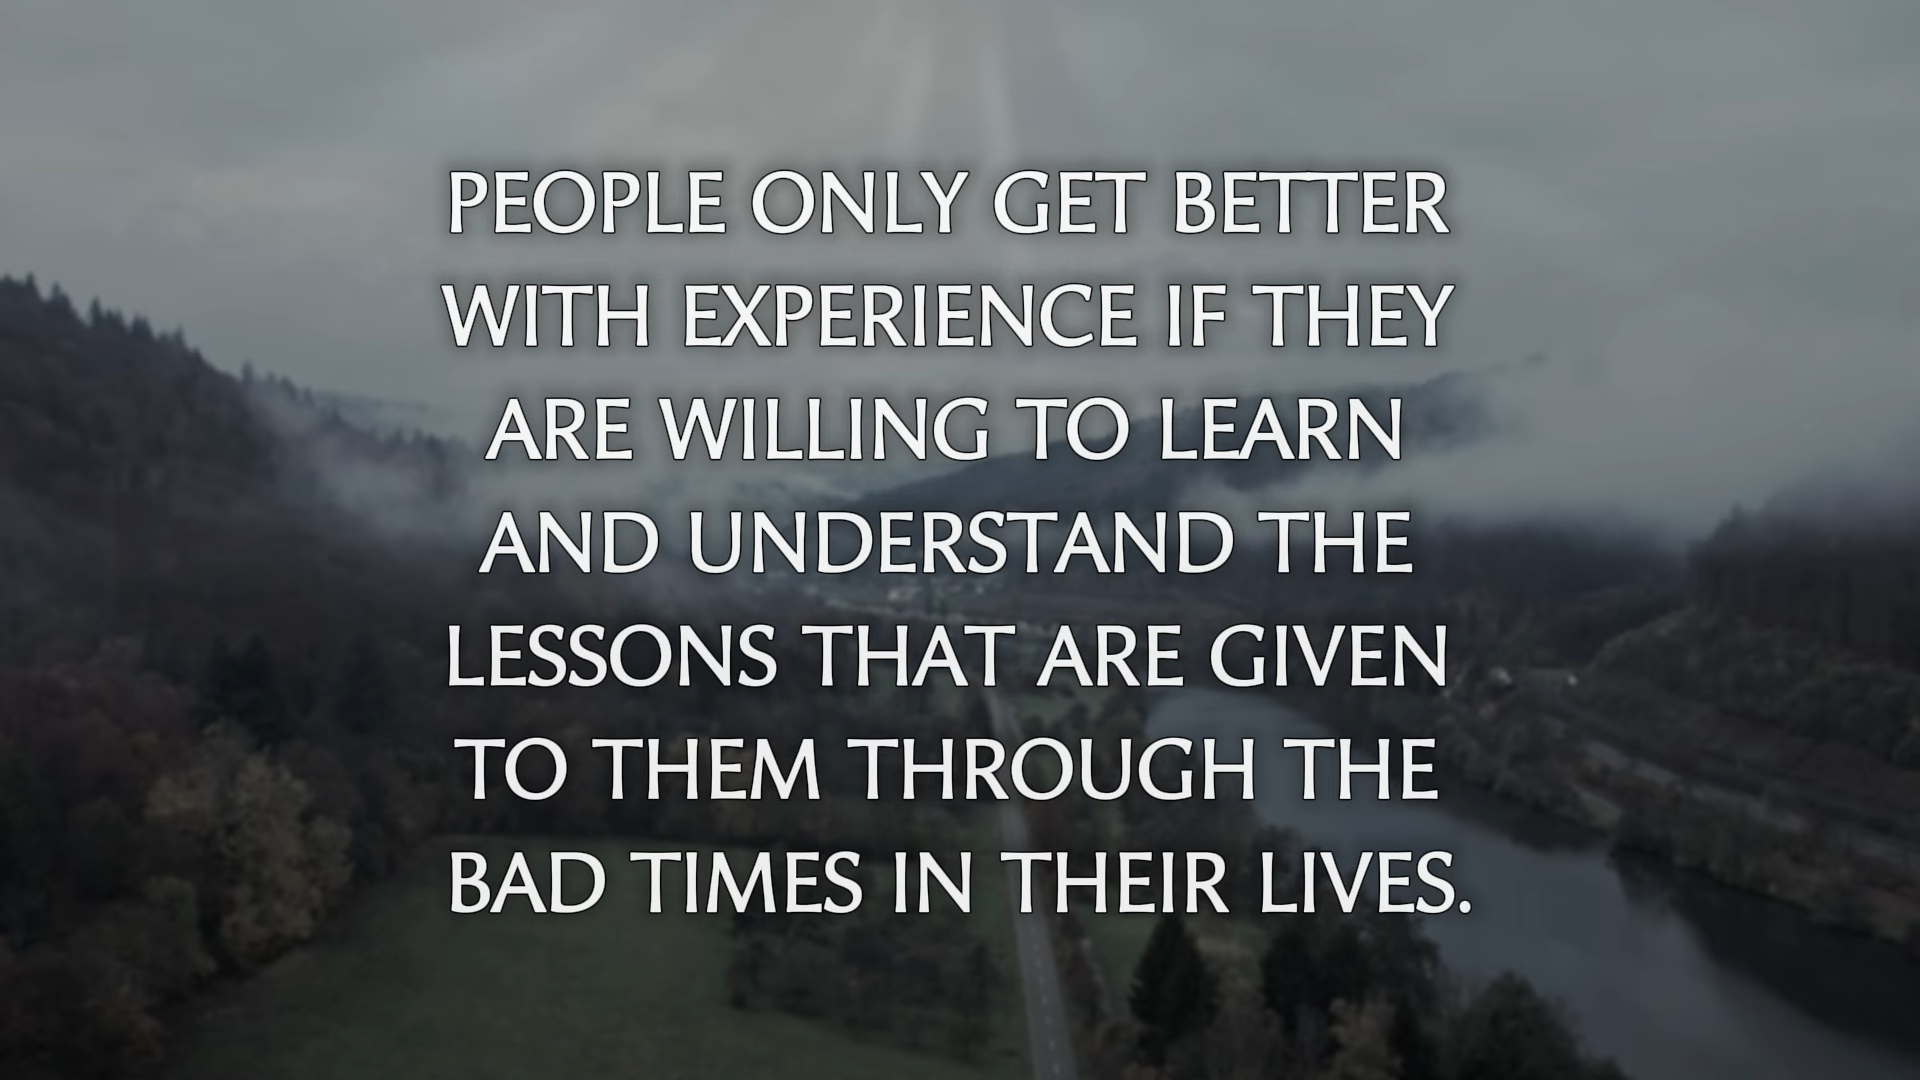 PEOPLE ONLY GET BETTER
WITH EXPERIENCE IF THEY
ARE WILLING TO LEARN
AND UNDERSTAND THE
LESSONS THAT ARE GIVEN
TO THEM THROUGH THE
BAD TIMES IN THEIR LIVES.